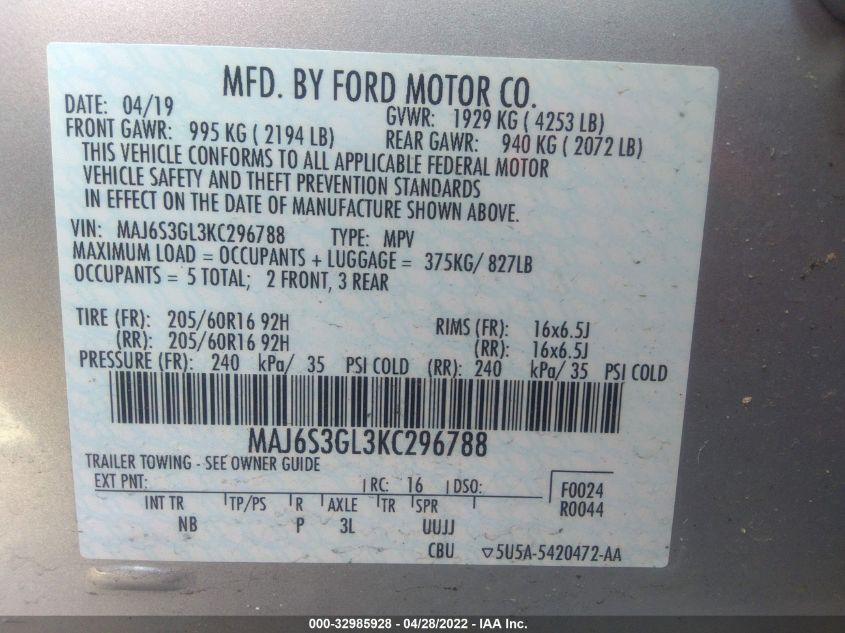 MFD. BY FORD MOTOR CO.
DATE: 04/19 GVWR: 1929 KG ( 4253 LB)
FRONT GAWR: 995 KG ( 2194 LB) REAR GAWR: 940 KG ( 2072 LB)
THIS VEHICLE CONFORMS TO ALL APPLICABLE FEDERAL MOTOR
VEHICLE SAFETY AND THEFT PREVENTION STANDARDS
IN EFFECT ON THE DATE OF MANUFACTURE SHOWN ABOVE.
VIN: MAJ6S3GL3KC296788 TYPE: MPV
MAXIMUM LOAD = OCCUPANTS + LUGGAGE = 375KG/ 827LB
OCCUPANTS = 5 TOTAL; 2 FRONT, 3 REAR
TIRE (FR): 205/60R16 92H RIMS (FR): 16x6.5J
(RR): 205/60R16 92H (RR): 16x6.5J
PRESSURE (FR): 240 kPa/ 35 PSI COLD (RR): 240 kPa/ 35 PSI COLD
MAJ6S3GL3KC296788
TRAILER TOWING - SEE OWNER GUIDE
EXT PNT: RC: 16 DSO: F0024
INT TR TP/PS R AXLE TR SPR R0044
NB P 3L UUJJ
CBU ▽5U5A-5420472-AA
000-32985928 - 04/28/2022 - IAA Inc.